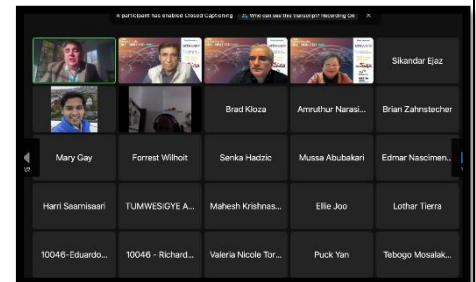 A participant has enabled Closed Captioning Who can see this transcript? Recording On
Sikandar Ejaz
Brad Kloza
Amruthur Narasi...
Brian Zahnstecher
Mary Gay
Forrest Wilhoit
Senka Hadzic
Mussa Abubakari
Edmar Nascimen...
Harri Saarnisaari
TUMWESIGYE A...
Mahesh Krishnas...
Ellie Joo
Lothar Tierra
10046-Eduardo...
10046 - Richard...
Valeria Nicole Tor...
Puck Yan
Tebogo Mosalak...